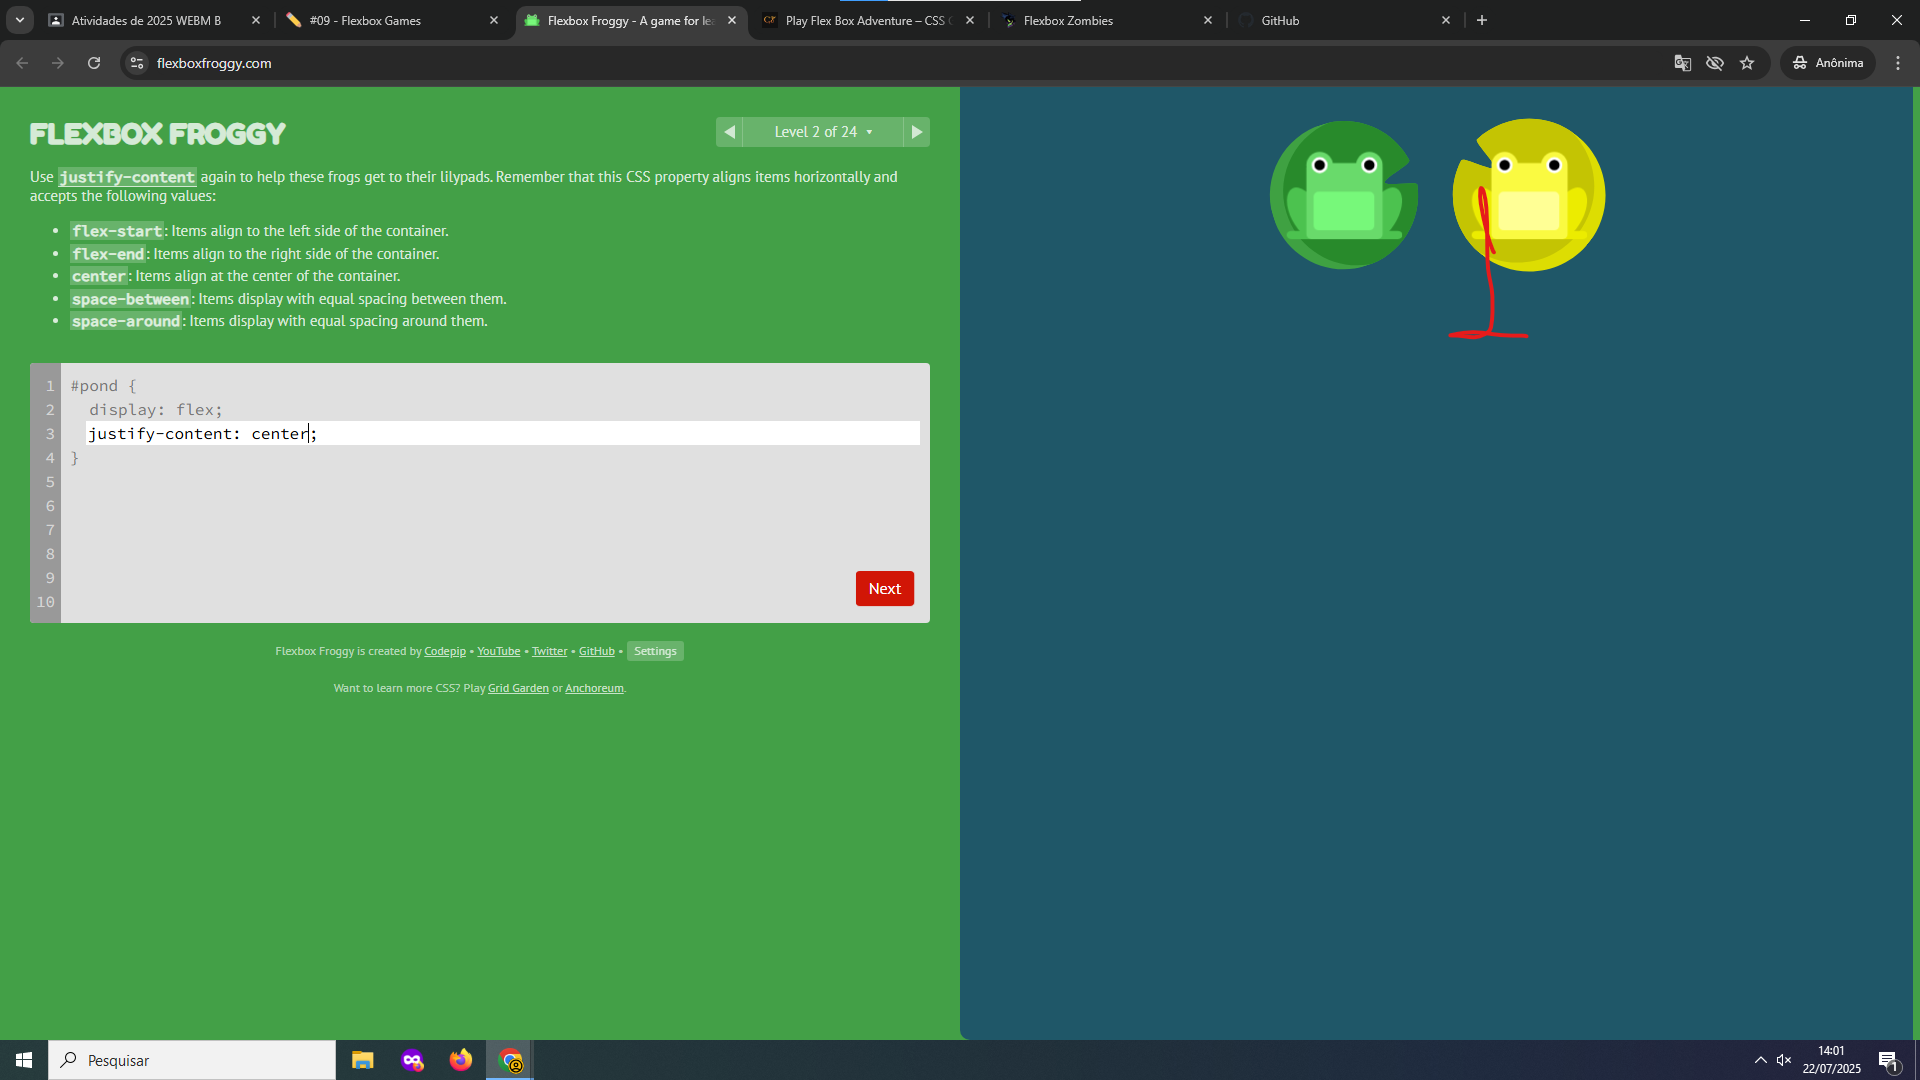 Atividades de 2025 WEBM B
#09 - Flexbox Games
Flexbox Froggy - A game for lea
Play Flex Box Adventure – CSS G
Flexbox Zombies
GitHub
flexboxfroggy.com
Anônima
FLEXBOX FROGGY
Level 2 of 24
Use justify-content again to help these frogs get to their lilypads. Remember that this CSS property aligns items horizontally and
accepts the following values:
flex-start: Items align to the left side of the container.
flex-end: Items align to the right side of the container.
center: Items align at the center of the container.
space-between: Items display with equal spacing between them.
space-around: Items display with equal spacing around them.
1 #pond {
2 display: flex;
3 justify-content: center;
4 }
5
6
7
8
9
10
Next
Flexbox Froggy is created by Codepip • YouTube • Twitter • GitHub • Settings
Want to learn more CSS? Play Grid Garden or Anchoreum.
Pesquisar
14:01
22/07/2025
1